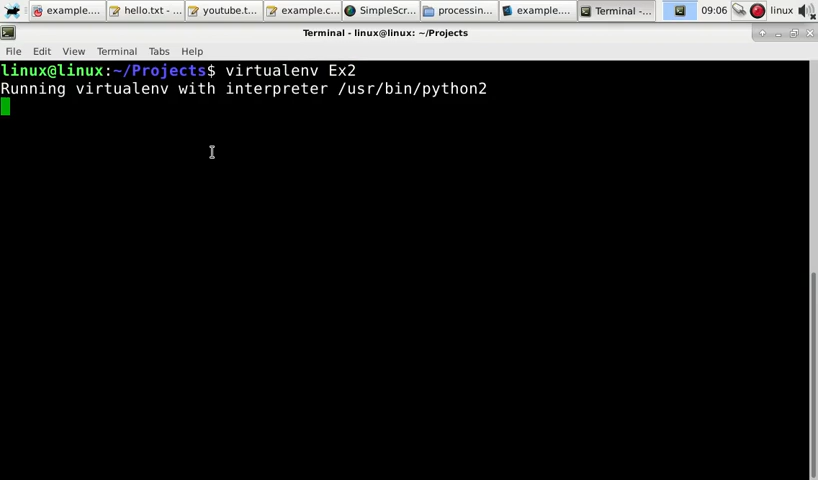 example.... hello.txt - ... youtube.t... example.c... SimpleScr... processin... example.... Terminal -... 09:06 linux
Terminal - linux@linux: ~/Projects
File Edit View Terminal Tabs Help
linux@linux:~/Projects$ virtualenv Ex2
Running virtualenv with interpreter /usr/bin/python2